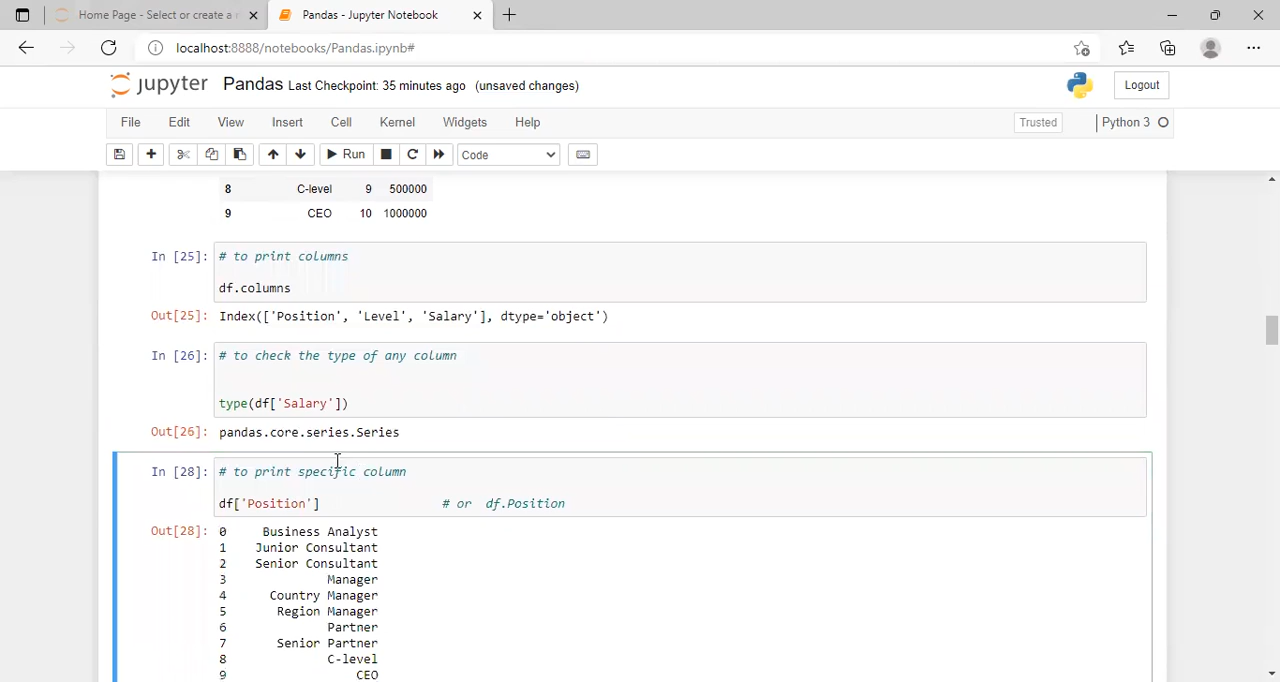 Home Page - Select or create a n
Pandas - Jupyter Notebook
localhost:8888/notebooks/Pandas.ipynb#
jupyter Pandas Last Checkpoint: 35 minutes ago (unsaved changes)
Logout
File Edit View Insert Cell Kernel Widgets Help
Trusted
Python 3
Run
Code
8 C-level 9 500000
9 CEO 10 1000000
In [25]: # to print columns
df.columns
Out[25]: Index(['Position', 'Level', 'Salary'], dtype='object')
In [26]: # to check the type of any column
type(df['Salary'])
Out[26]: pandas.core.series.Series
In [28]: # to print specific column
df['Position'] # or df.Position
Out[28]: 0 Business Analyst
1 Junior Consultant
2 Senior Consultant
3 Manager
4 Country Manager
5 Region Manager
6 Partner
7 Senior Partner
8 C-level
9 CEO